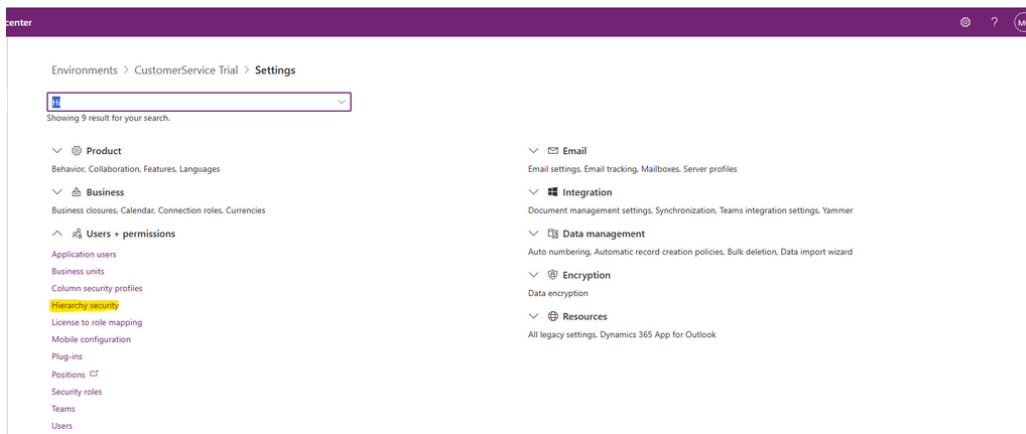 center
?
Environments > CustomerService Trial > Settings
Hi
Showing 9 result for your search.
Product
Behavior, Collaboration, Features, Languages
Business
Business closures, Calendar, Connection roles, Currencies
Users + permissions
Application users
Business units
Column security profiles
Hierarchy security
License to role mapping
Mobile configuration
Plug-ins
Positions
Security roles
Teams
Users
Email
Email settings, Email tracking, Mailboxes, Server profiles
Integration
Document management settings, Synchronization, Teams integration settings, Yammer
Data management
Auto numbering, Automatic record creation policies, Bulk deletion, Data import wizard
Encryption
Data encryption
Resources
All legacy settings, Dynamics 365 App for Outlook